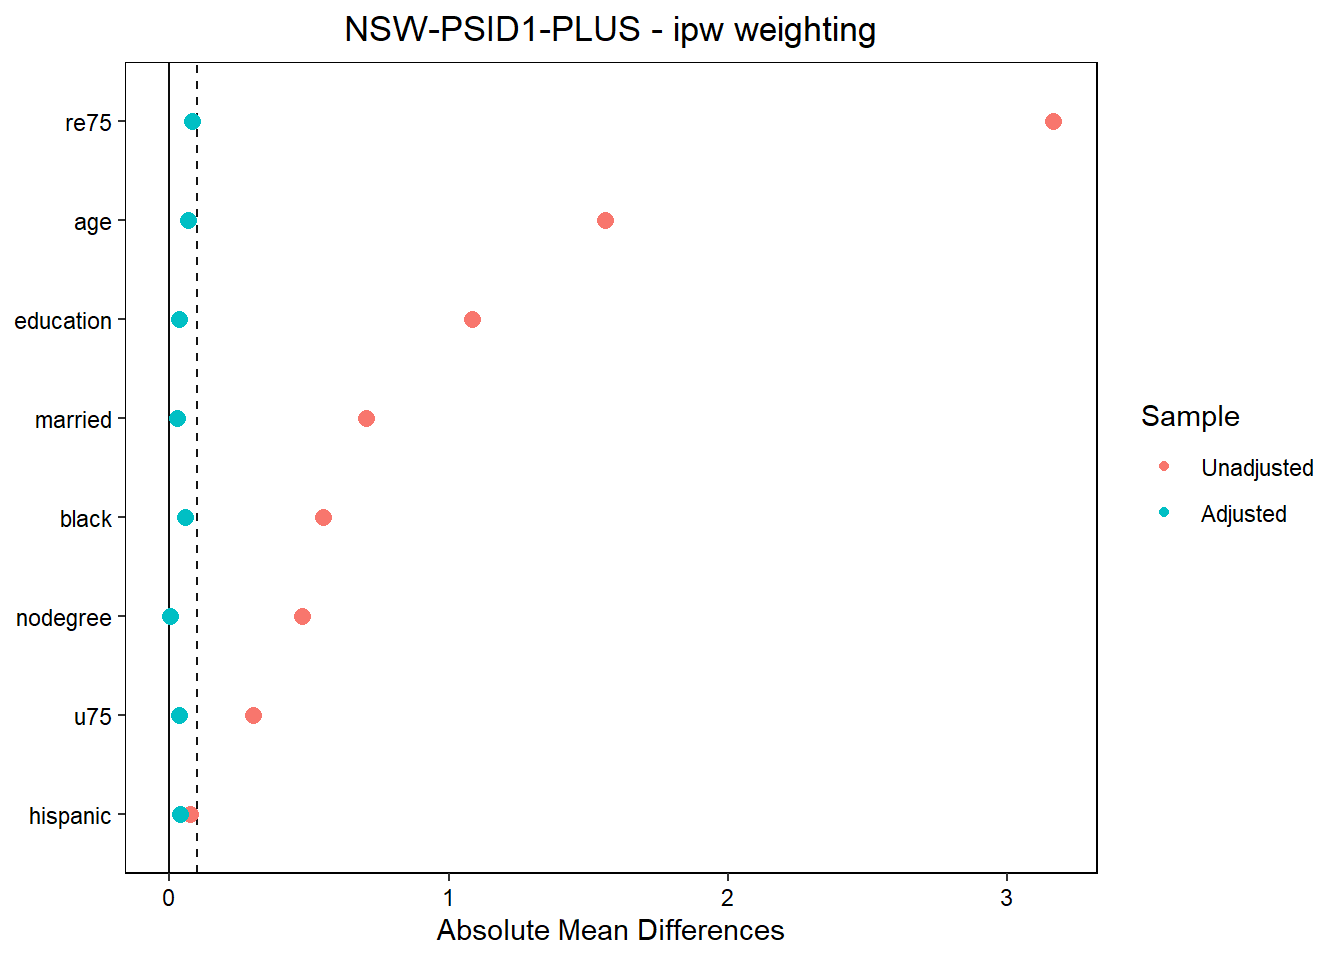 NSW-PSID1-PLUS - ipw weighting
re75
age
education
married
black
nodegree
u75
hispanic
0 1 2 3
Absolute Mean Differences
Sample
Unadjusted
Adjusted